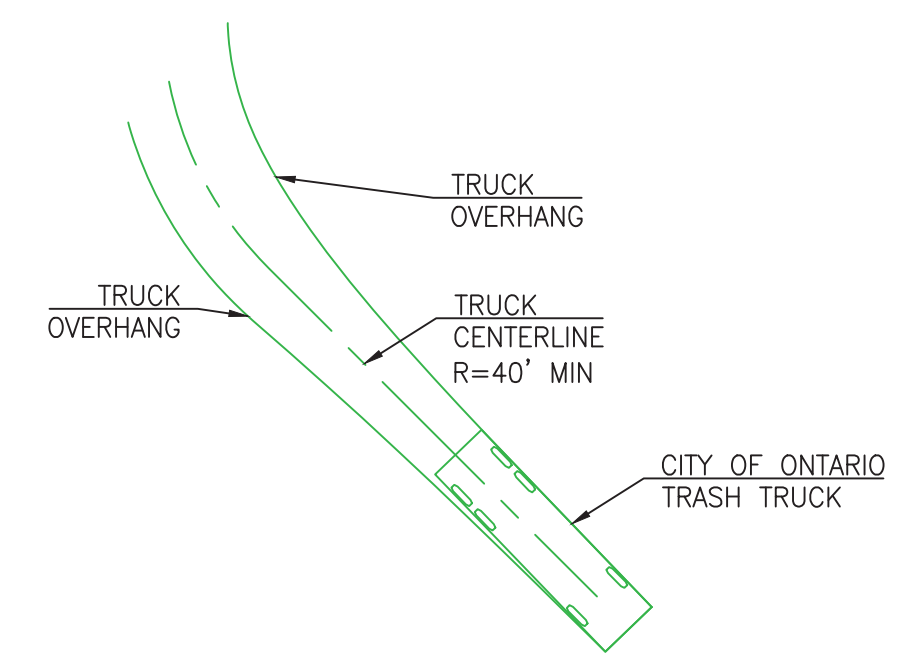 TRUCK
OVERHANG
TRUCK
OVERHANG
TRUCK
CENTERLINE
R=40' MIN
CITY OF ONTARIO
TRASH TRUCK